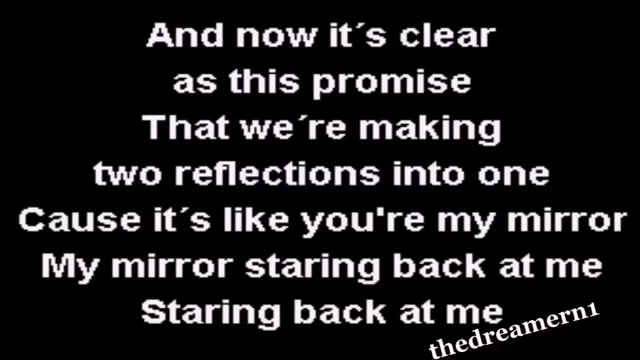 And now it´s clear
as this promise
That we´re making
two reflections into one
Cause it´s like you're my mirror
My mirror staring back at me
Staring back at me
thedreamern1